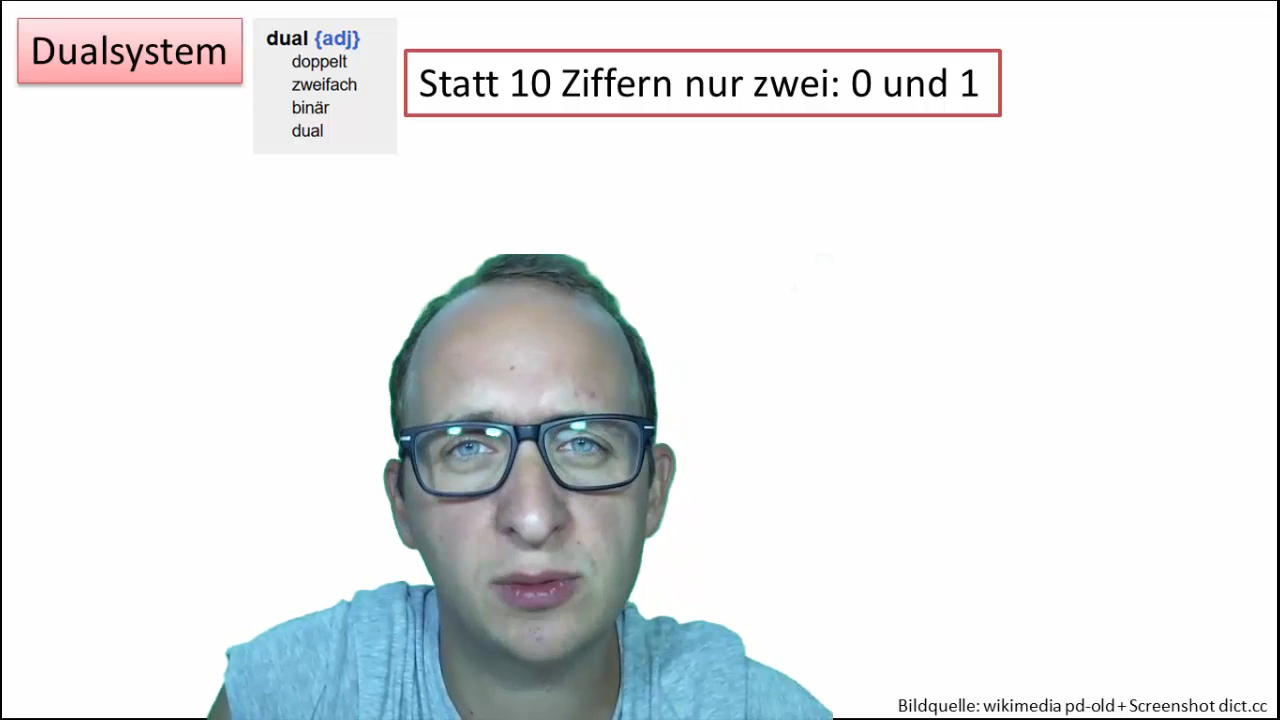 Dualsystem
dual {adj}
doppelt
zweifach
binär
dual
Statt 10 Ziffern nur zwei: 0 und 1
Bildquelle: wikimedia pd-old + Screenshot dict.cc